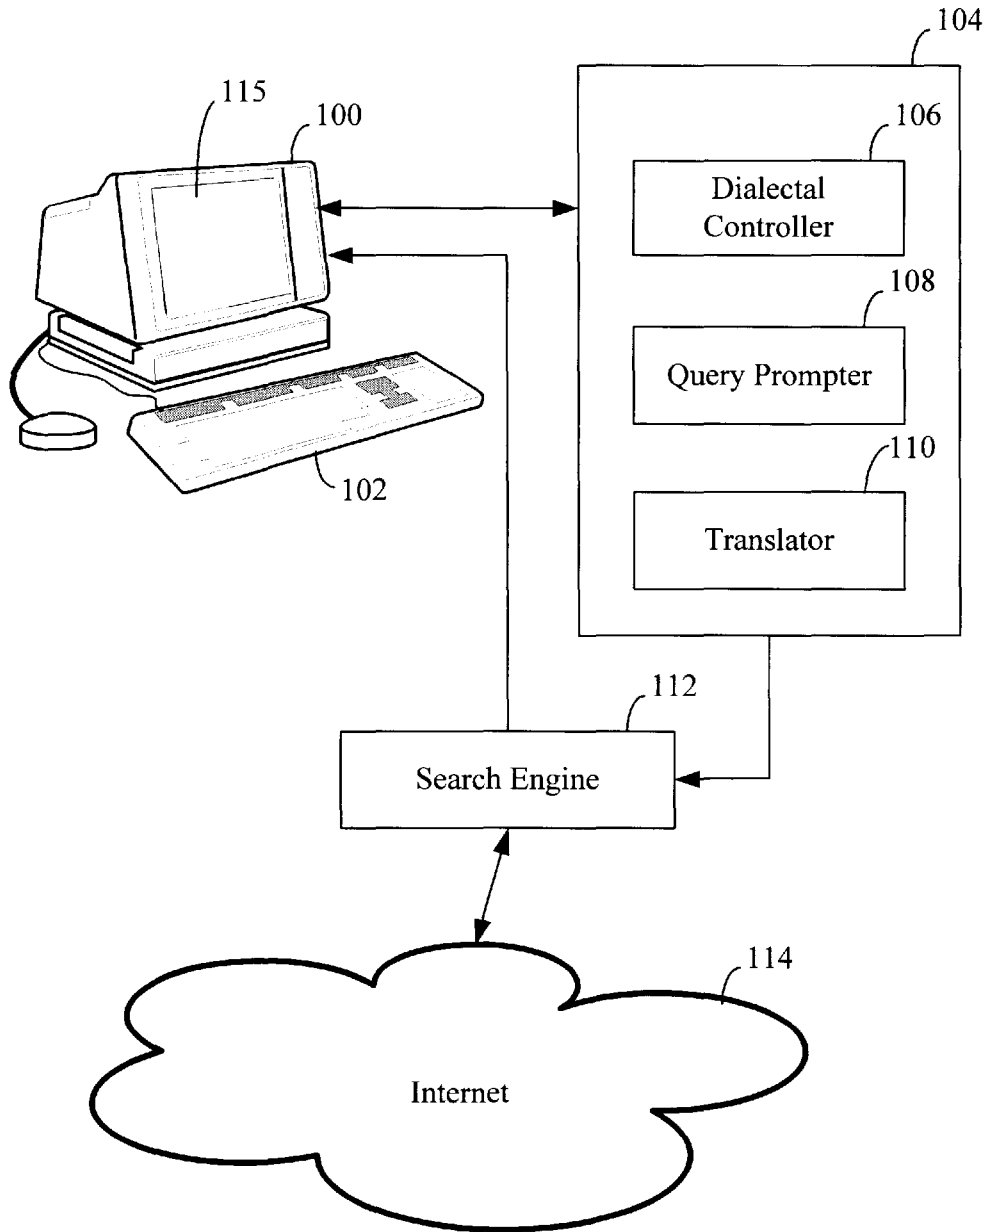 104
115
100
106
Dialectal
Controller
108
Query Prompter
110
102
Translator
112
Search Engine
114
Internet